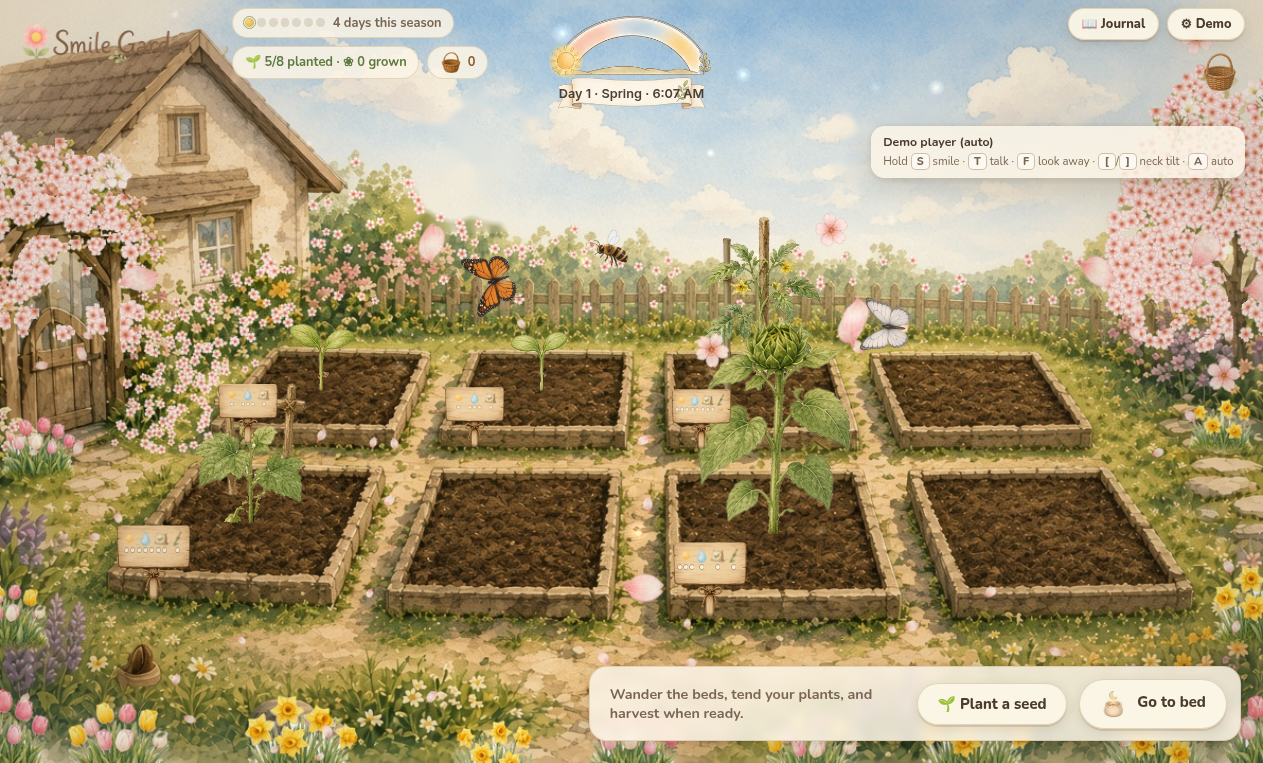 4 days this season
📖 Journal
⚙ Demo
Smile Gard
🌱 5/8 planted · ❀ 0 grown
0
Day 1 · Spring · 6:07 AM
Demo player (auto)
Hold S smile · T talk · F look away · [ / ] neck tilt · A auto
Wander the beds, tend your plants, and
harvest when ready.
🌱 Plant a seed
Go to bed